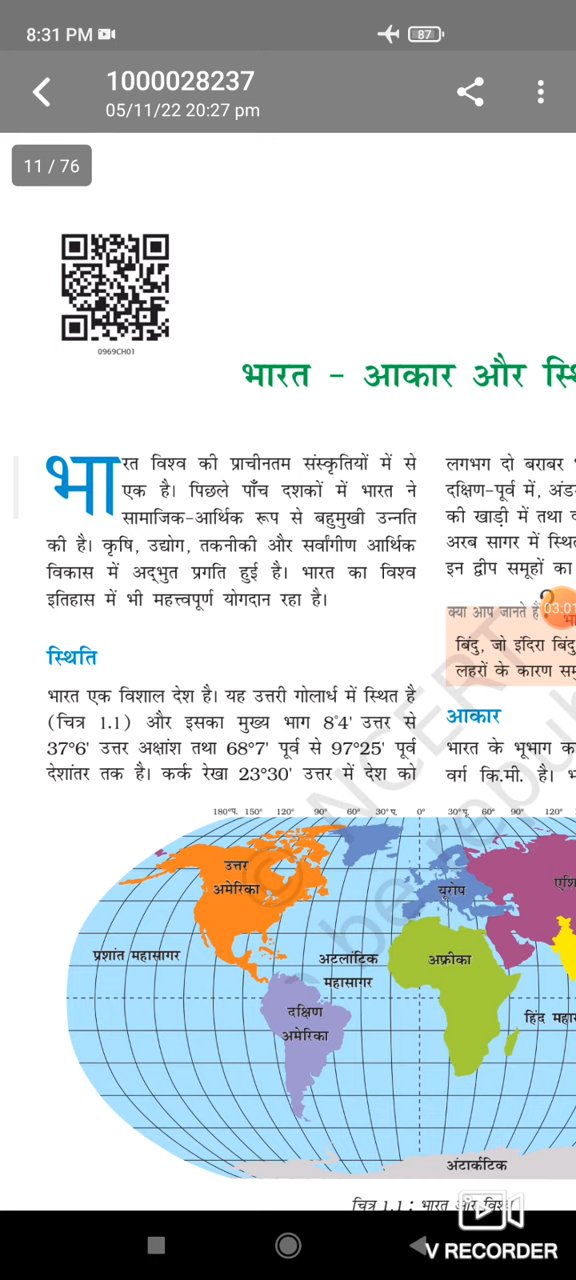 8:31 PM
87
1000028237
05/11/22 20:27 pm
11 / 76
0969CH01
भारत - आकार और
भारत विश्व की प्राचीनतम संस्कृतियों में से
एक है। पिछले पाँच दशकों में भारत ने
सामाजिक-आर्थिक रूप से बहुमुखी उन्नति
की है। कृषि, उद्योग, तकनीकी और सर्वांगीण आर्थिक
विकास में अद्भुत प्रगति हुई है। भारत का विश्व
इतिहास में भी महत्त्वपूर्ण योगदान रहा है।
स्थिति
भारत एक विशाल देश है। यह उत्तरी गोलार्ध में स्थित है
(चित्र 1.1) और इसका मुख्य भाग 8°4' उत्तर से
37°6' उत्तर अक्षांश तथा 68°7' पूर्व से 97°25' पूर्व
देशांतर तक है। कर्क रेखा 23°30' उत्तर में देश को
लगभग दो बराबर
दक्षिण-पूर्व में,
की खाड़ी में तथा
अरब सागर में
इन द्वीप समूहों का
क्या आप जानते हैं ?
03:01
बिंदु, जो इंदिरा बिंदु
लहरों के कारण
आकार
भारत के भूभाग
वर्ग कि.मी. है।
180°प. 150° 120° 90° 60° 30°प. 0° 30°पू. 60° 90° 120°
उत्तर
अमेरिका
यूरोप
प्रशांत महासागर
अटलांटिक
महासागर
अफ्रीका
दक्षिण
अमेरिका
हिंद
अंटार्कटिक
चित्र 1.1 : भारत और विश्व
© NCERT
be republ
V RECORDER